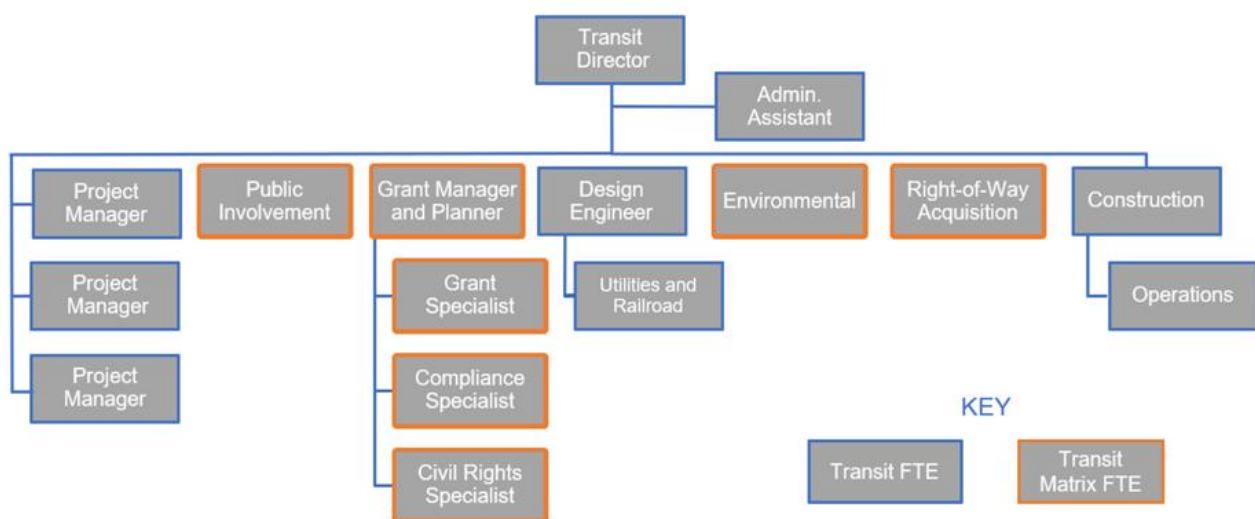 Transit
Director
Admin.
Assistant
Project
Manager
Public
Involvement
Grant Manager
and Planner
Design
Engineer
Environmental
Right-of-Way
Acquisition
Construction
Project
Manager
Grant
Specialist
Utilities and
Railroad
Operations
Project
Manager
Compliance
Specialist
Civil Rights
Specialist
KEY
Transit FTE
Transit
Matrix FTE